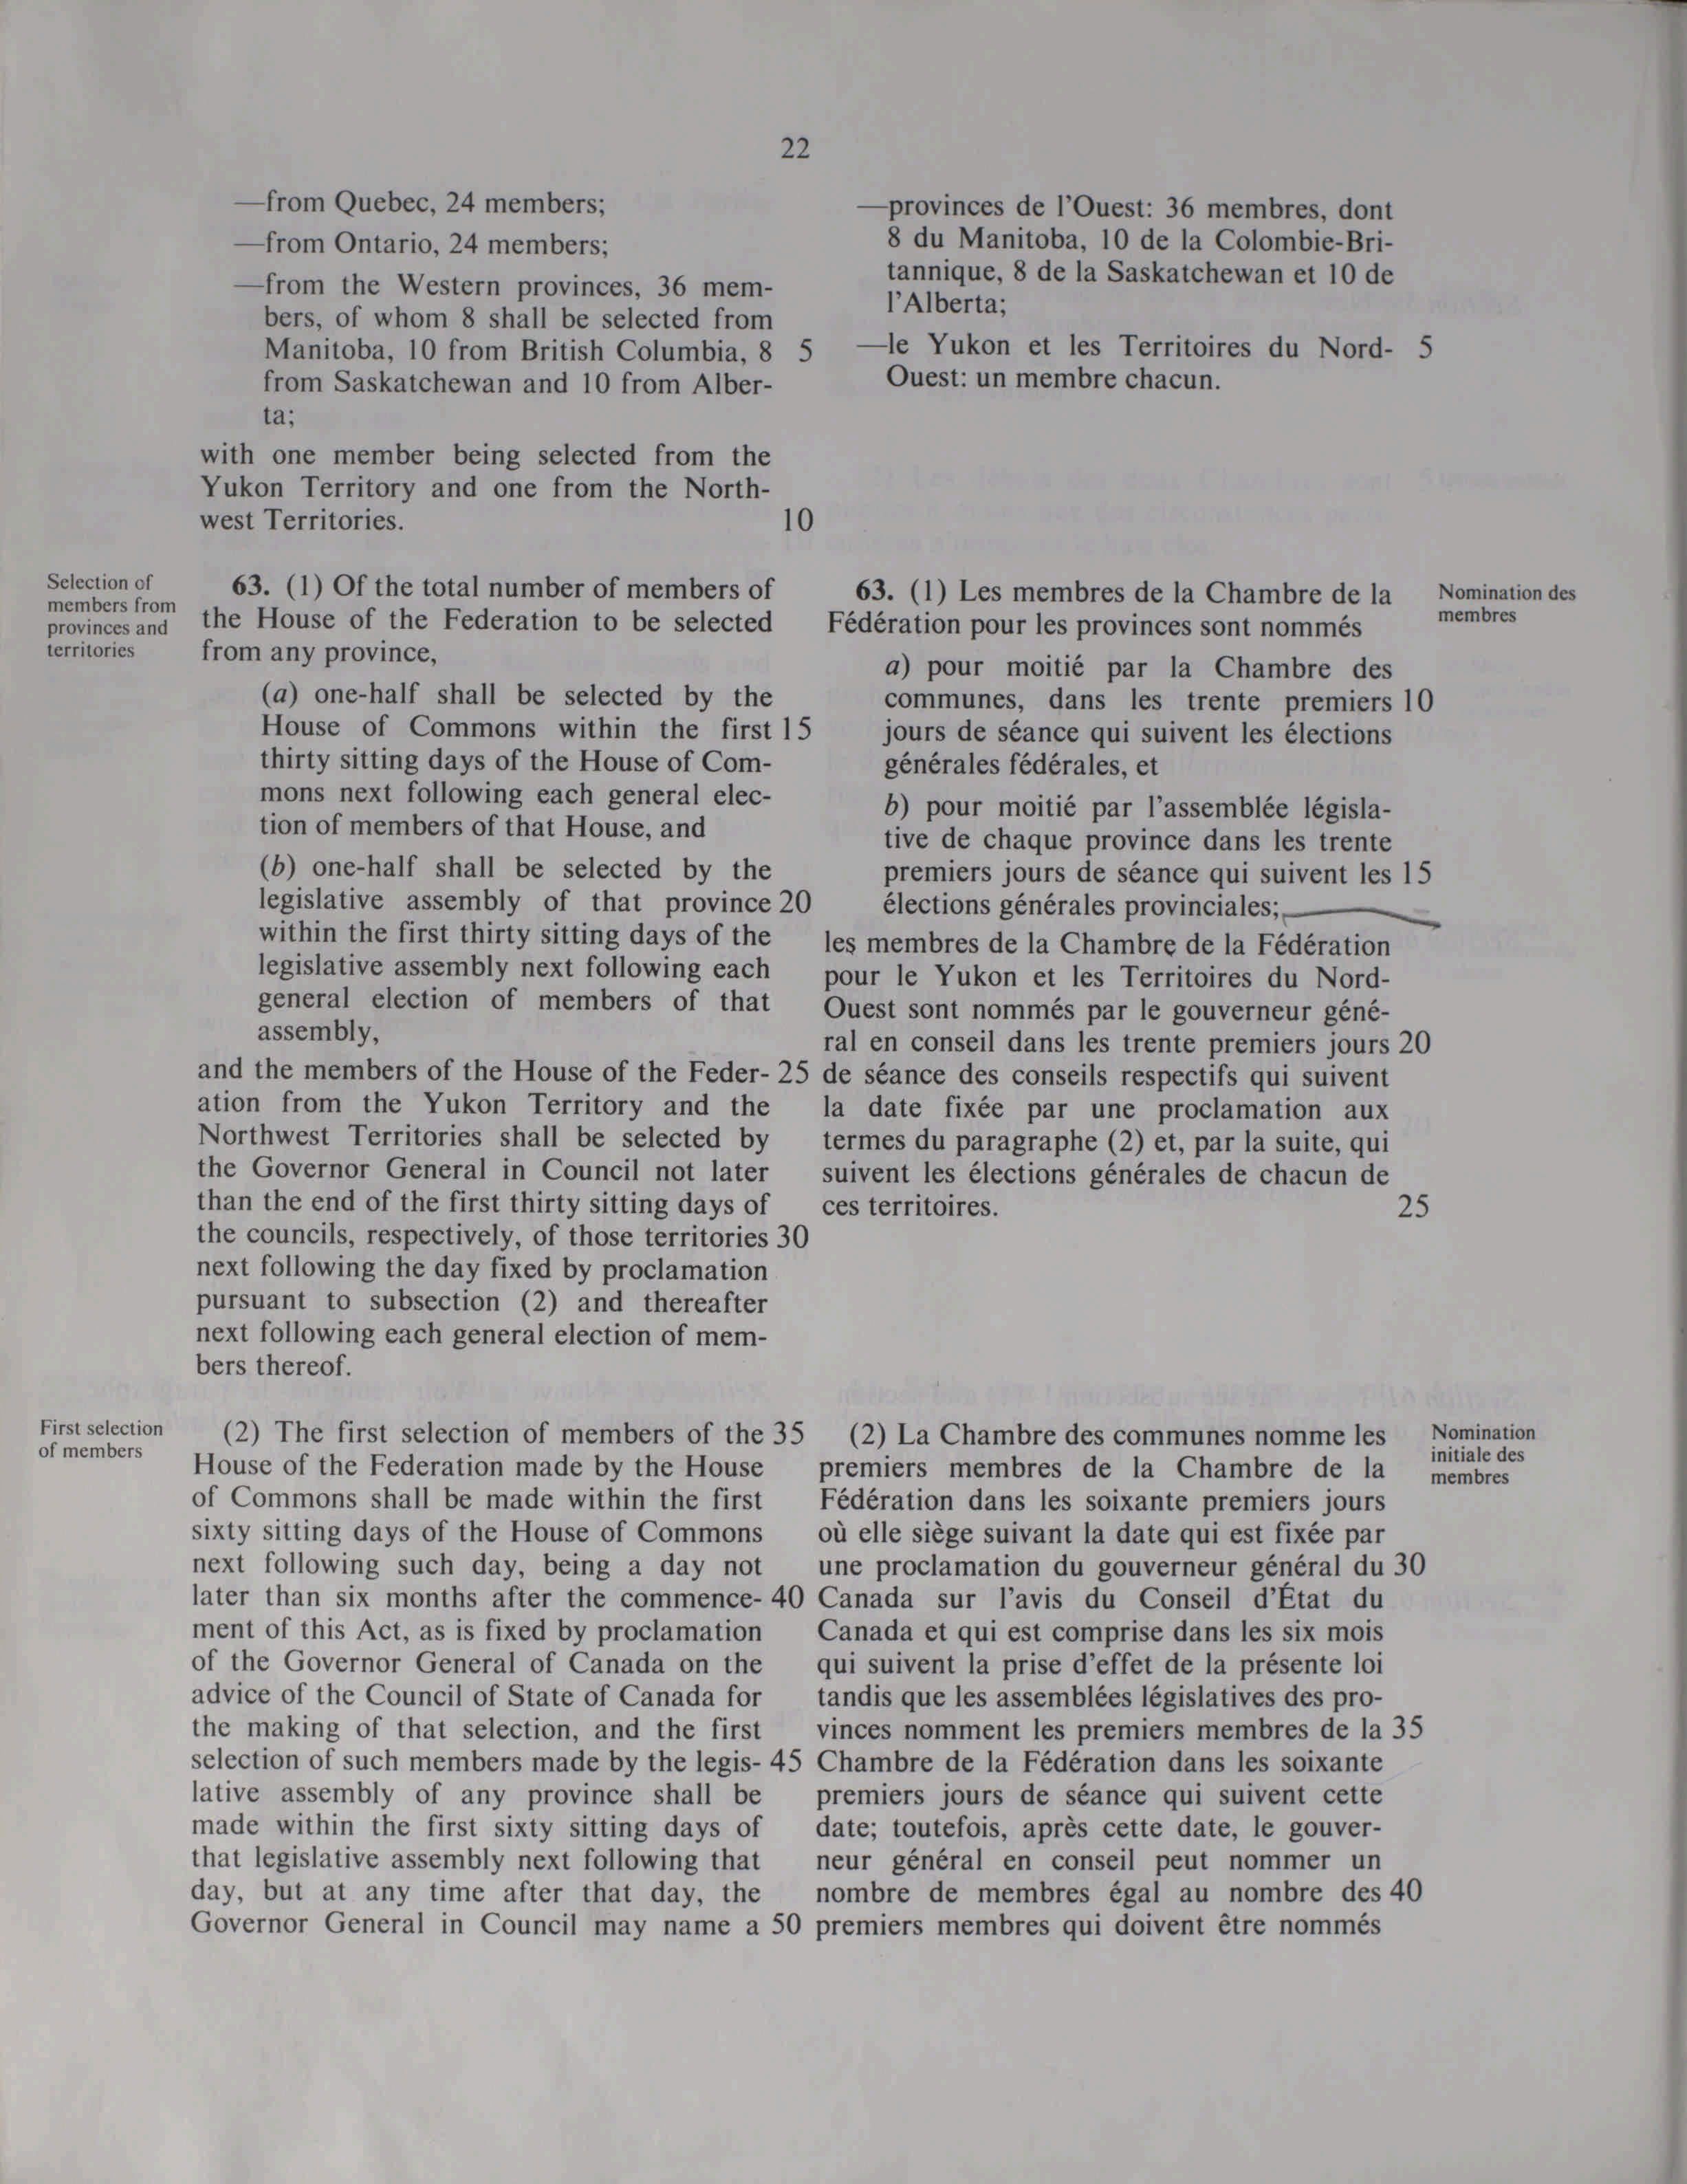 22
—from Quebec, 24 members;
—from Ontario, 24 members;
—from the Western provinces, 36 mem-
bers, of whom 8 shall be selected from
Manitoba, 10 from British Columbia, 8 5
from Saskatchewan and 10 from Alber-
ta;
with one member being selected from the
Yukon Territory and one from the North-
west Territories. 10
Selection of
members from
provinces and
territories
63. (1) Of the total number of members of
the House of the Federation to be selected
from any province,
(a) one-half shall be selected by the
House of Commons within the first 15
thirty sitting days of the House of Com-
mons next following each general elec-
tion of members of that House, and
(b) one-half shall be selected by the
legislative assembly of that province 20
within the first thirty sitting days of the
legislative assembly next following each
general election of members of that
assembly,
and the members of the House of the Feder- 25
ation from the Yukon Territory and the
Northwest Territories shall be selected by
the Governor General in Council not later
than the end of the first thirty sitting days of
the councils, respectively, of those territories 30
next following the day fixed by proclamation
pursuant to subsection (2) and thereafter
next following each general election of mem-
bers thereof.
First selection
of members
(2) The first selection of members of the 35
House of the Federation made by the House
of Commons shall be made within the first
sixty sitting days of the House of Commons
next following such day, being a day not
later than six months after the commence- 40
ment of this Act, as is fixed by proclamation
of the Governor General of Canada on the
advice of the Council of State of Canada for
the making of that selection, and the first
selection of such members made by the legis- 45
lative assembly of any province shall be
made within the first sixty sitting days of
that legislative assembly next following that
day, but at any time after that day, the
Governor General in Council may name a 50
—provinces de l'Ouest: 36 membres, dont
8 du Manitoba, 10 de la Colombie-Bri-
tannique, 8 de la Saskatchewan et 10 de
l'Alberta;
—le Yukon et les Territoires du Nord- 5
Ouest: un membre chacun.
63. (1) Les membres de la Chambre de la
Fédération pour les provinces sont nommés
Nomination des
membres
a) pour moitié par la Chambre des
communes, dans les trente premiers 10
jours de séance qui suivent les élections
générales fédérales, et
b) pour moitié par l'assemblée législa-
tive de chaque province dans les trente
premiers jours de séance qui suivent les 15
élections générales provinciales;
les membres de la Chambre de la Fédération
pour le Yukon et les Territoires du Nord-
Ouest sont nommés par le gouverneur géné-
ral en conseil dans les trente premiers jours 20
de séance des conseils respectifs qui suivent
la date fixée par une proclamation aux
termes du paragraphe (2) et, par la suite, qui
suivent les élections générales de chacun de
ces territoires. 25
(2) La Chambre des communes nomme les
premiers membres de la Chambre de la
Fédération dans les soixante premiers jours
où elle siège suivant la date qui est fixée par
une proclamation du gouverneur général du 30
Canada sur l'avis du Conseil d'État du
Canada et qui est comprise dans les six mois
qui suivent la prise d'effet de la présente loi
tandis que les assemblées législatives des pro-
vinces nomment les premiers membres de la 35
Chambre de la Fédération dans les soixante
premiers jours de séance qui suivent cette
date; toutefois, après cette date, le gouver-
neur général en conseil peut nommer un
nombre de membres égal au nombre des 40
premiers membres qui doivent être nommés
Nomination
initiale des
membres